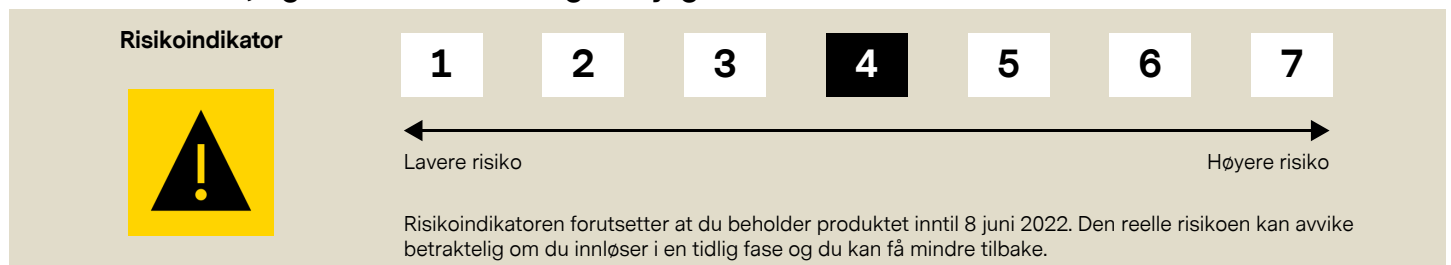 Risikoindikator
1 2 3 4 5 6 7
Lavere risiko Høyere risiko
Risikoindikatoren forutsetter at du beholder produktet inntil 8 juni 2022. Den reelle risikoen kan avvike
betraktelig om du innløser i en tidlig fase og du kan få mindre tilbake.